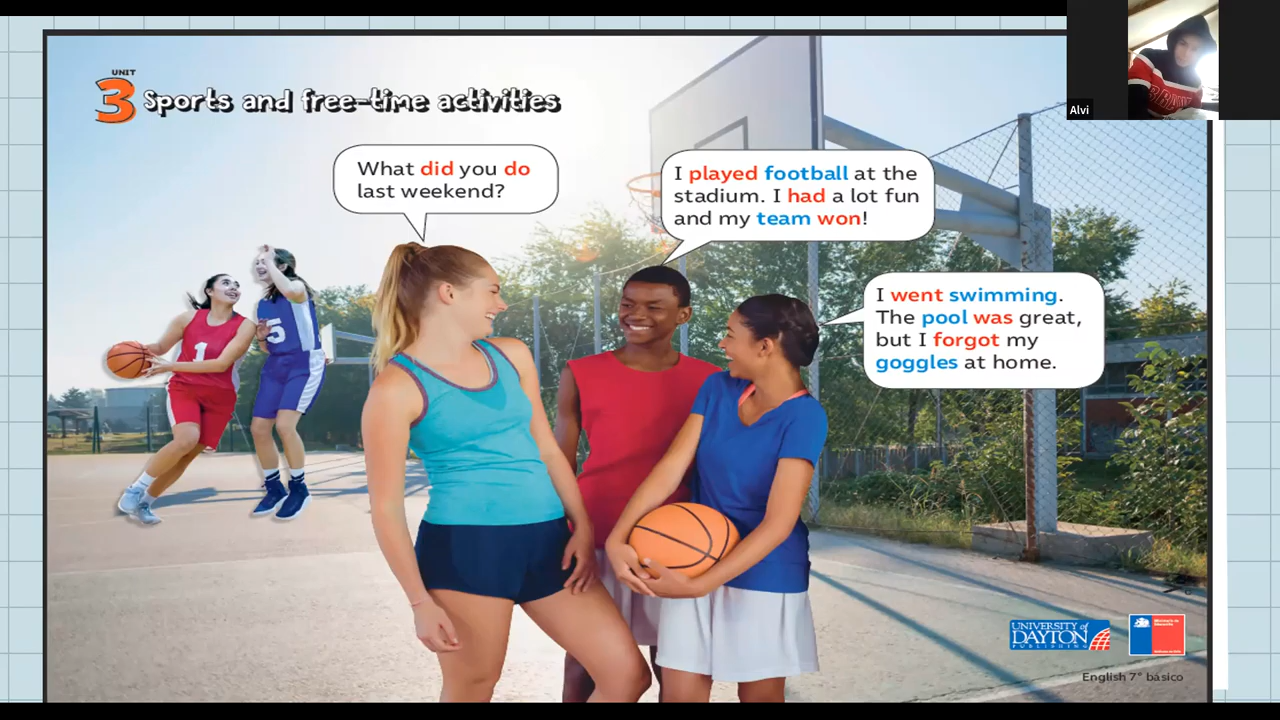 Alvi
UNIT
3 Sports and free-time activities
What did you do
last weekend?
I played football at the
stadium. I had a lot fun
and my team won!
I went swimming.
The pool was great,
but I forgot my
goggles at home.
1
5
UNIVERSITY of
DAYTON
PUBLISHING
English 7° básico